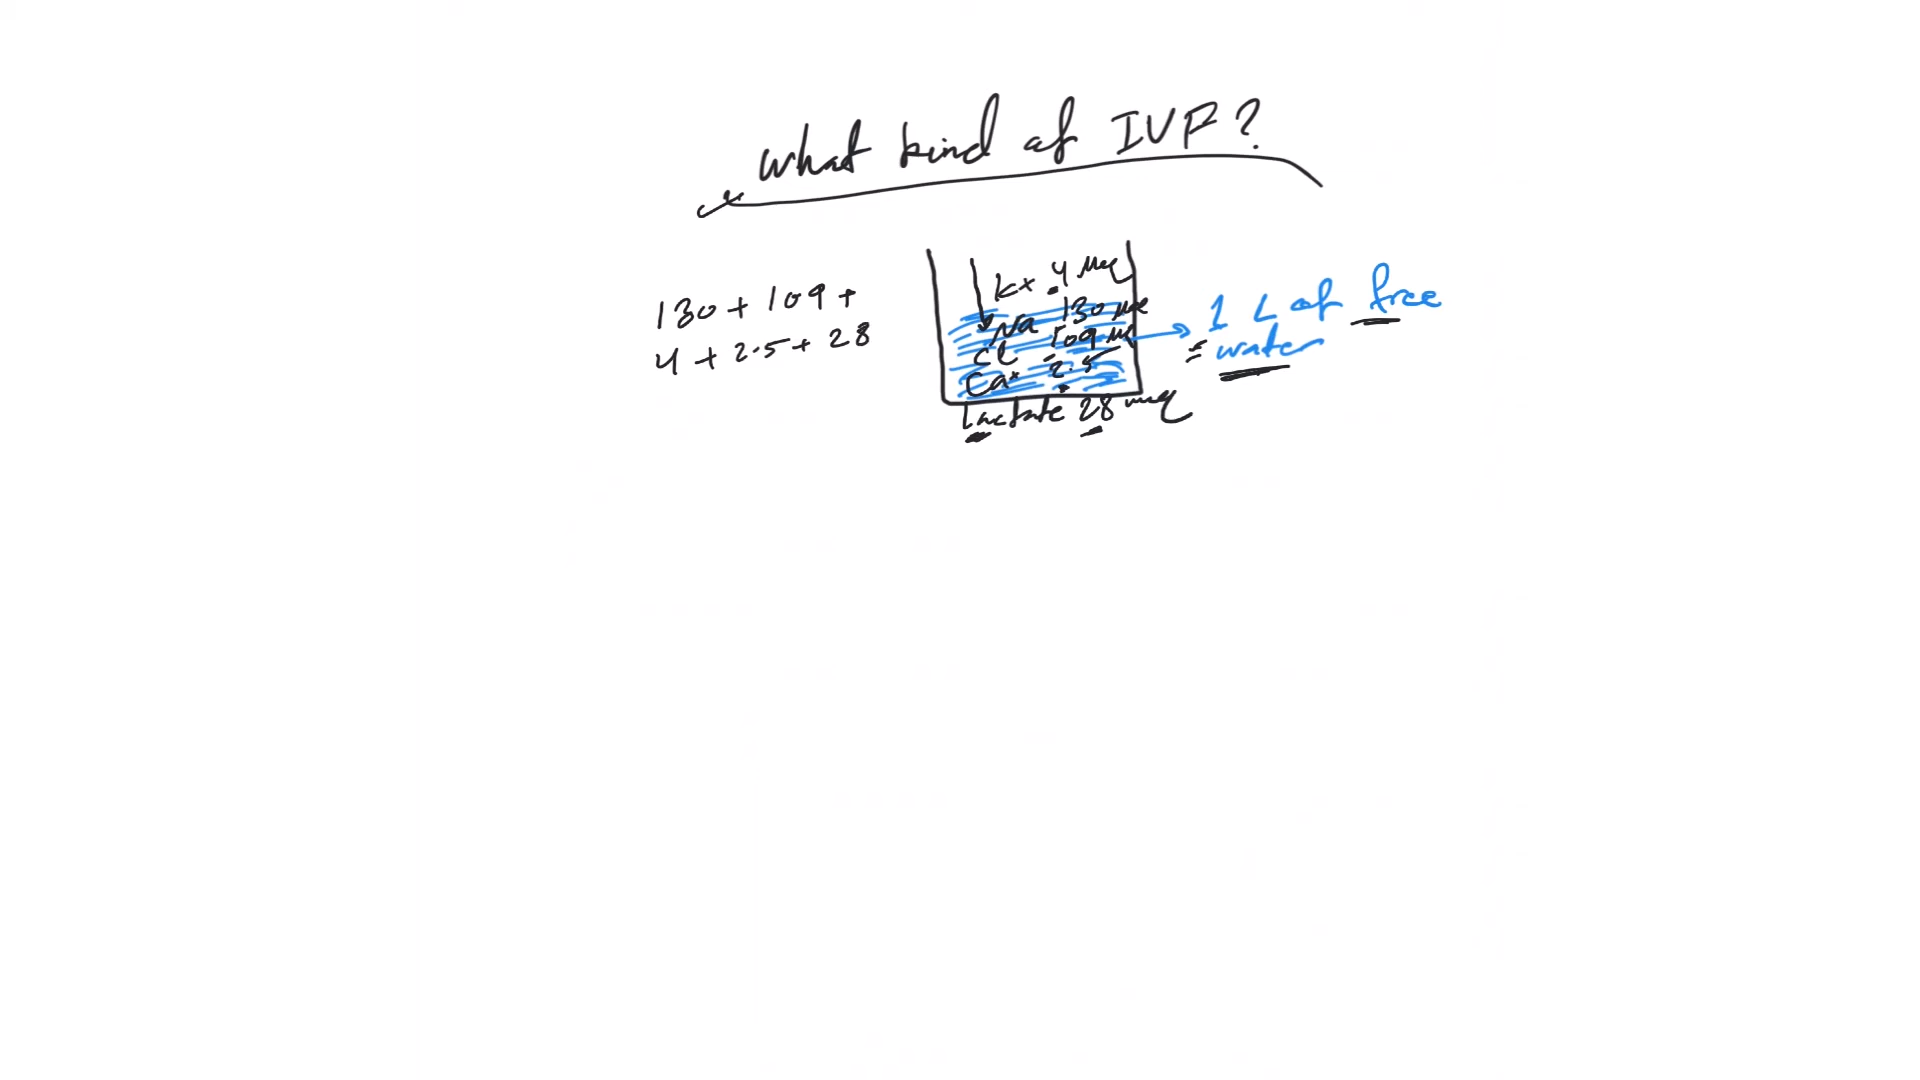 what kind of IVF?
130 + 109 +
4 + 2.5 + 28
K+ 4 meq
Na 130 meq
Cl 109 meq
Ca+ 2.5
Lactate 28 meq
1 L of free
= water